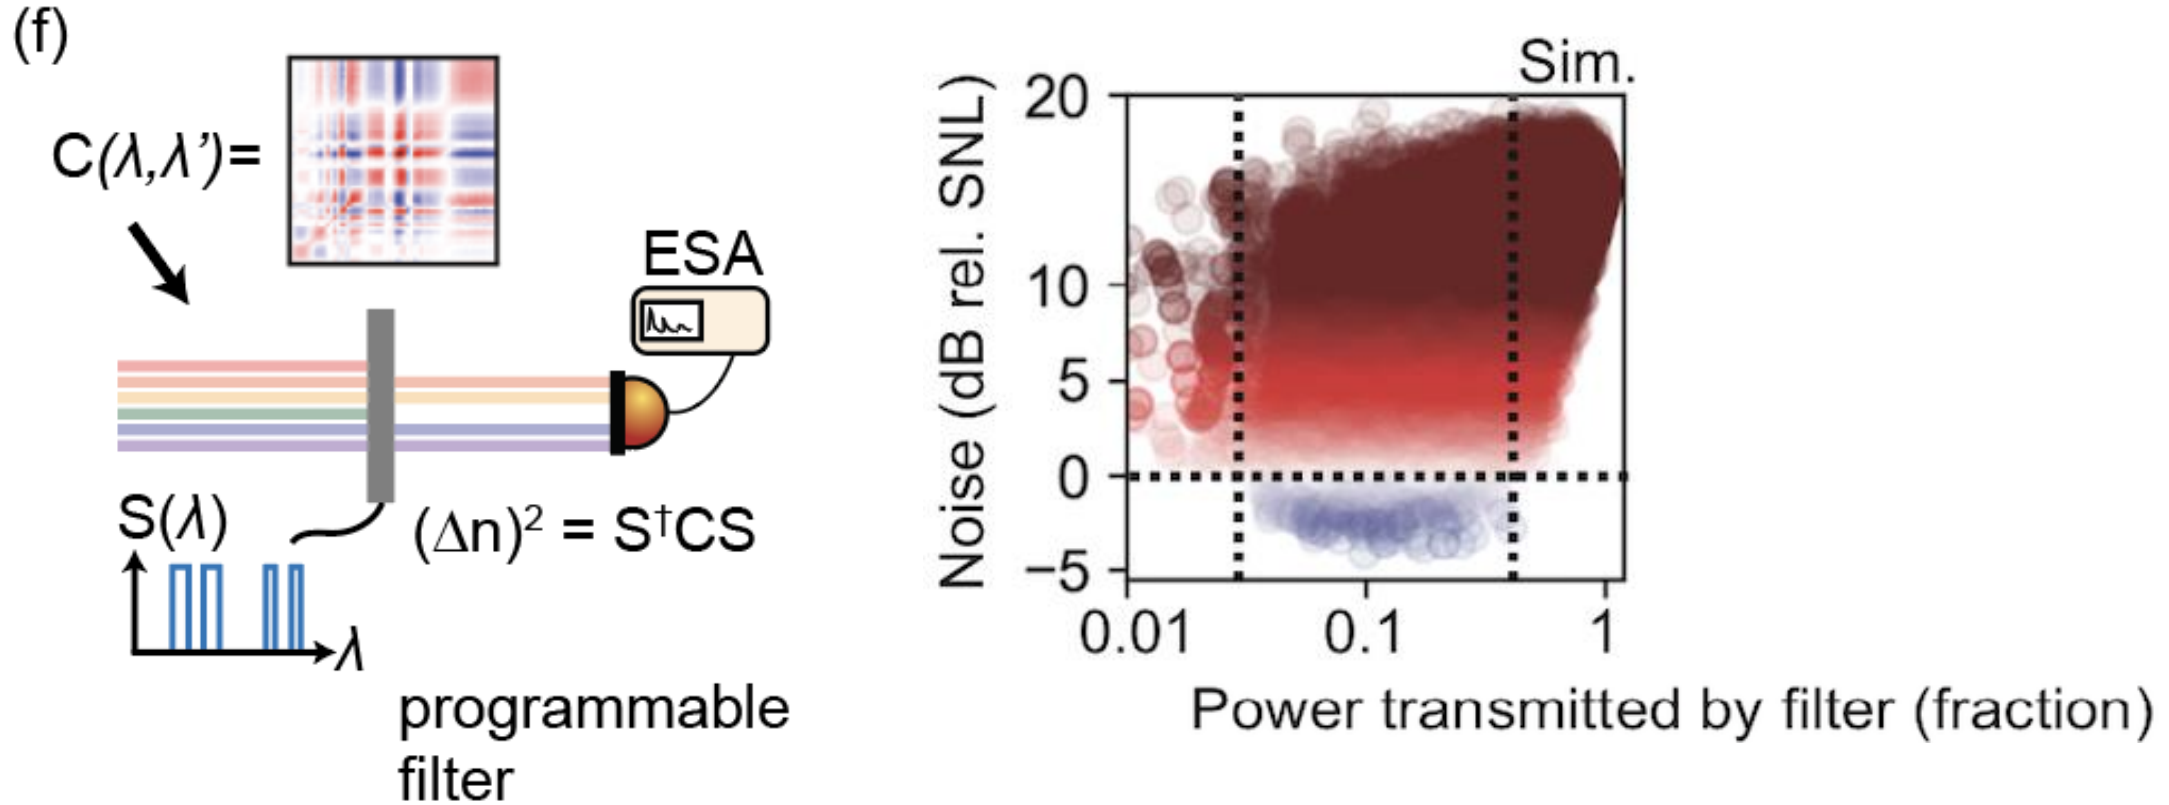 (f)
C(λ,λ’)=
ESA
S(λ)
(Δn)² = S†CS
λ
programmable
filter
Sim.
Noise (dB rel. SNL)
20
10
5
0
−5
0.01
0.1
1
Power transmitted by filter (fraction)